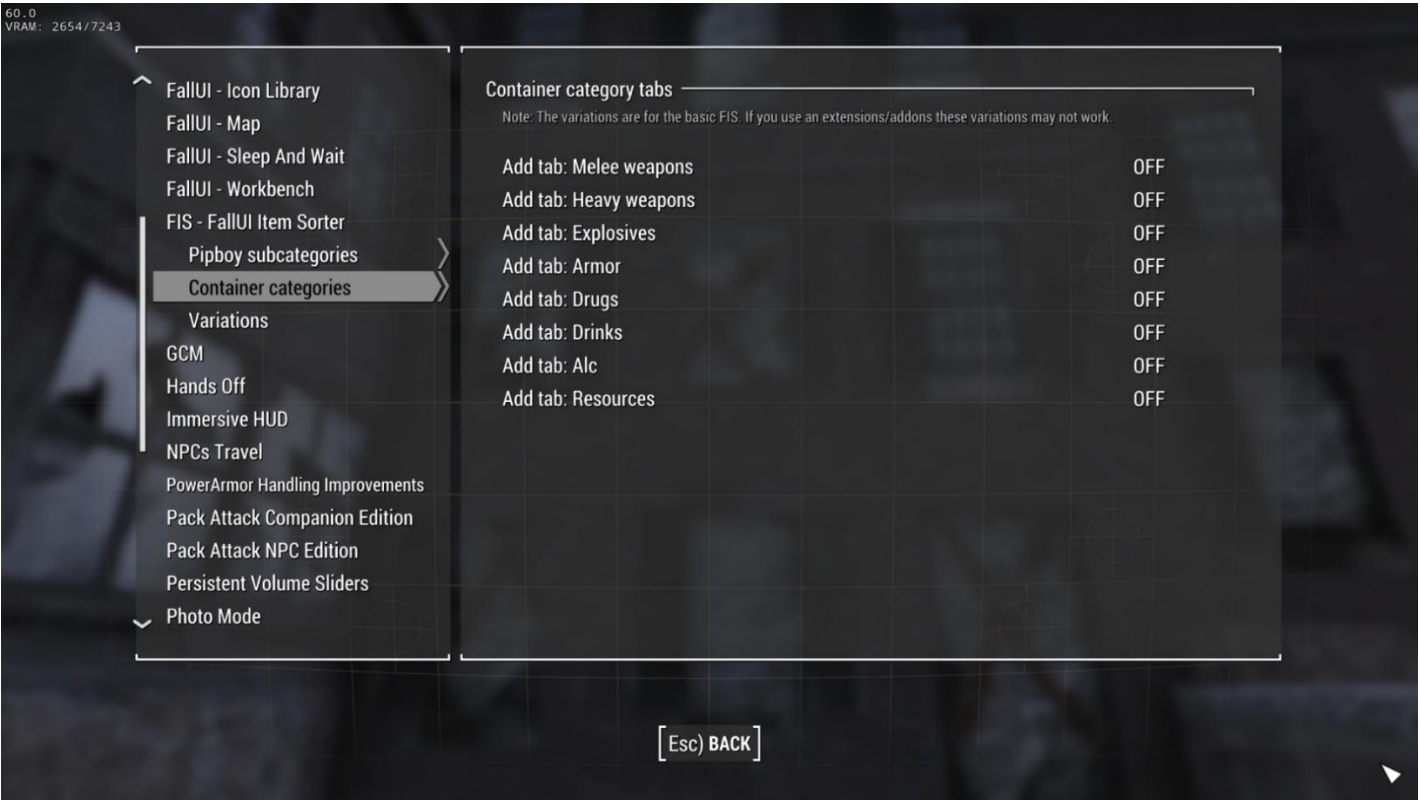 60.0
VRAM: 2654/7243
FallUI - Icon Library
FallUI - Map
FallUI - Sleep And Wait
FallUI - Workbench
FIS - FallUI Item Sorter
Pipboy subcategories
Container categories
Variations
GCM
Hands Off
Immersive HUD
NPCs Travel
PowerArmor Handling Improvements
Pack Attack Companion Edition
Pack Attack NPC Edition
Persistent Volume Sliders
Photo Mode
Container category tabs
Note: The variations are for the basic FIS. If you use an extensions/addons these variations may not work.
Add tab: Melee weapons OFF
Add tab: Heavy weapons OFF
Add tab: Explosives OFF
Add tab: Armor OFF
Add tab: Drugs OFF
Add tab: Drinks OFF
Add tab: Alc OFF
Add tab: Resources OFF
Esc) BACK